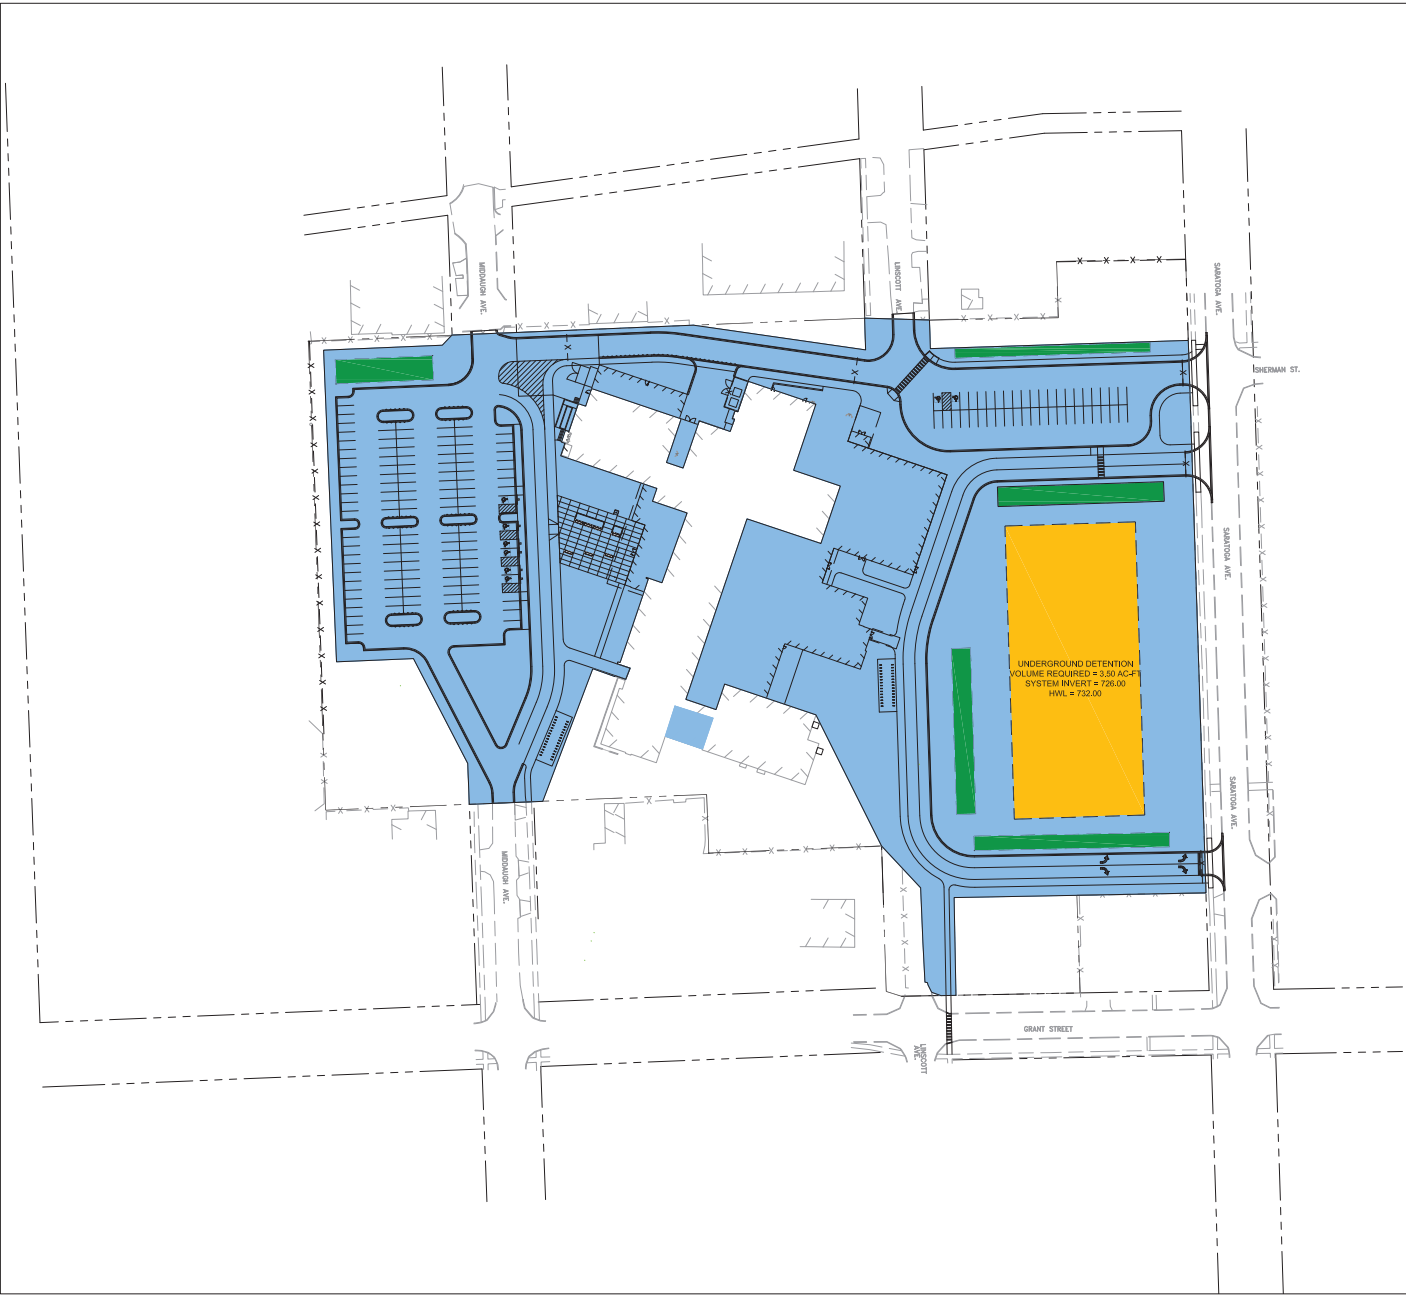 MIDDAUGH AVE.
LINSCOTT AVE.
SARATOGA AVE.
SHERMAN ST.
SARATOGA AVE.
UNDERGROUND DETENTION
VOLUME REQUIRED = 3.50 AC-FT
SYSTEM INVERT = 726.00
HWL = 732.00
SARATOGA AVE.
MIDDAUGH AVE.
GRANT STREET
LINSCOTT
AVE.